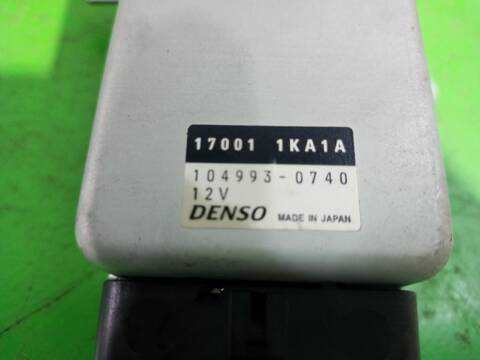 17001 1KA1A
104993-0740
12V
DENSO MADE IN JAPAN